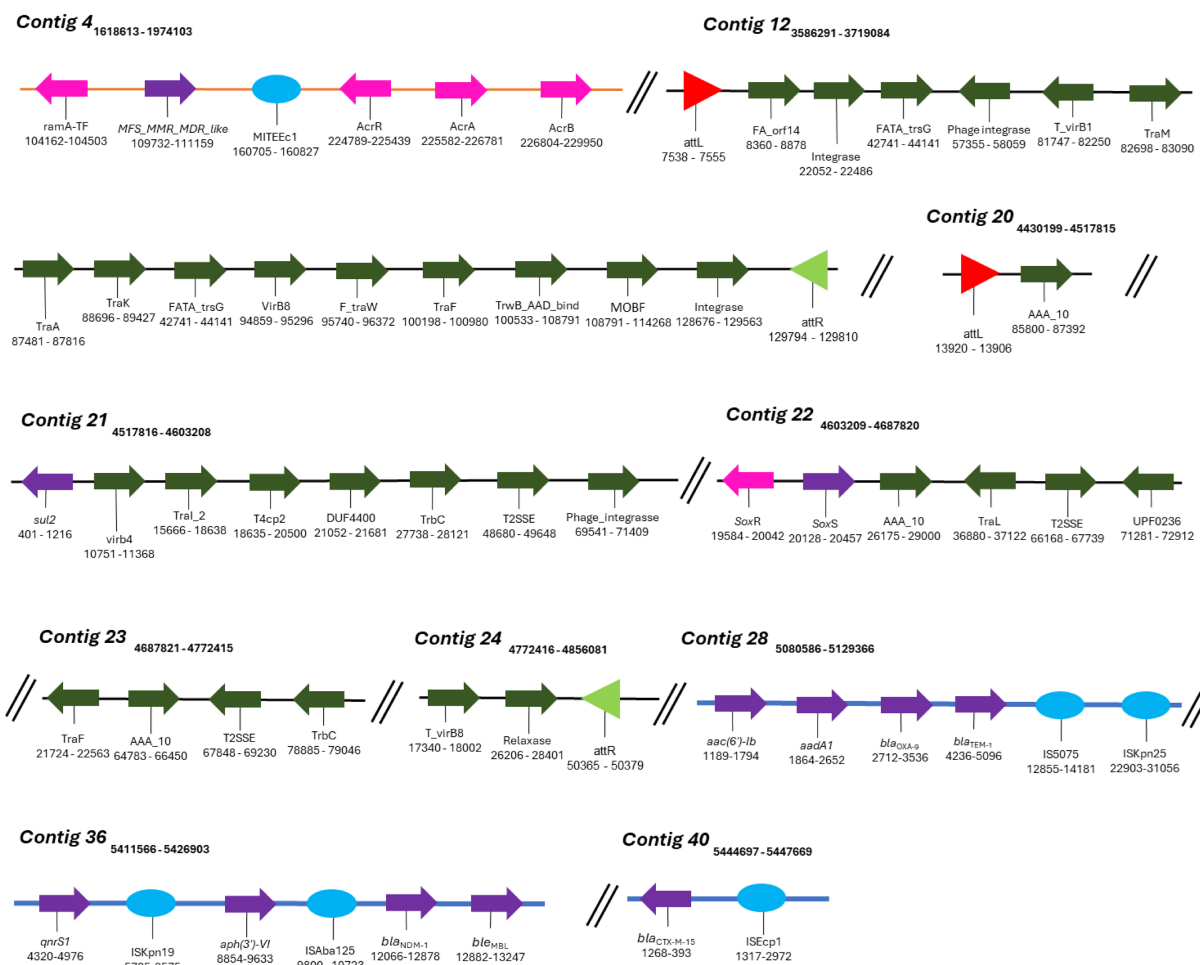 Contig 4 1618613 - 1974103
Contig 12 3586291 - 3719084
ramA-TF
104162-104503
MFS_MMR_MDR_like
109732-111159
MITEEc1
160705 - 160827
AcrR
224789-225439
AcrA
225582-226781
AcrB
226804-229950
attL
7538 - 7555
FA_orf14
8360 - 8878
Integrase
22052 - 22486
FATA_trsG
42741 - 44141
Phage integrase
57355 - 58059
T_virB1
81747 - 82250
TraM
82698 - 83090
Contig 20 4430199 - 4517815
TraA
87481 - 87816
TraK
88696 - 89427
FATA_trsG
42741 - 44141
VirB8
94859 - 95296
F_traW
95740 - 96372
TraF
100198 - 100980
TrwB_AAD_bind
100533 - 108791
MOBF
108791 - 114268
Integrase
128676 - 129563
attR
129794 - 129810
attL
13920 - 13906
AAA_10
85800 - 87392
Contig 21 4517816 - 4603208
Contig 22 4603209 - 4687820
sul2
401 - 1216
virb4
10751 -11368
TraI_2
15666 - 18638
T4cp2
18635 - 20500
DUF4400
21052 - 21681
TrbC
27738 - 28121
T2SSE
48680 - 49648
Phage_integrasse
69541 - 71409
SoxR
19584 - 20042
SoxS
20128 - 20457
AAA_10
26175 - 29000
TraL
36880 - 37122
T2SSE
66168 - 67739
UPF0236
71281 - 72912
Contig 23 4687821 - 4772415
Contig 24 4772416 - 4856081
Contig 28 5080586 - 5129366
TraF
21724 - 22563
AAA_10
64783 - 66450
T2SSE
67848 - 69230
TrbC
78885 - 79046
T_virB8
17340 - 18002
Relaxase
26206 - 28401
attR
50365 - 50379
aac(6')-Ib
1189-1794
aadA1
1864-2652
blaOXA-9
2712-3536
blaTEM-1
4236-5096
IS5075
12855-14181
ISKpn25
22903-31056
Contig 36 5411566 - 5426903
Contig 40 5444697 - 5447669
qnrS1
4320-4976
ISKpn19
aph(3')-VI
8854-9633
ISAba125
blaNDM-1
12066-12878
bleMBL
12882-13247
blaCTX-M-15
1268-393
ISEcp1
1317-2972